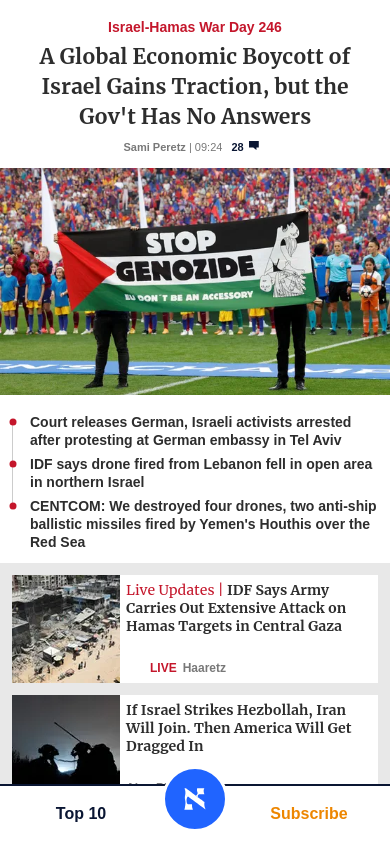 Israel-Hamas War Day 246
A Global Economic Boycott of
Israel Gains Traction, but the
Gov't Has No Answers
Sami Peretz | 09:24 28
STOP
GENOZIDE
EU DON´T BE AN ACCESSORY
Court releases German, Israeli activists arrested
after protesting at German embassy in Tel Aviv
IDF says drone fired from Lebanon fell in open area
in northern Israel
CENTCOM: We destroyed four drones, two anti-ship
ballistic missiles fired by Yemen's Houthis over the
Red Sea
Live Updates | IDF Says Army
Carries Out Extensive Attack on
Hamas Targets in Central Gaza
LIVE Haaretz
If Israel Strikes Hezbollah, Iran
Will Join. Then America Will Get
Dragged In
Top 10
Subscribe